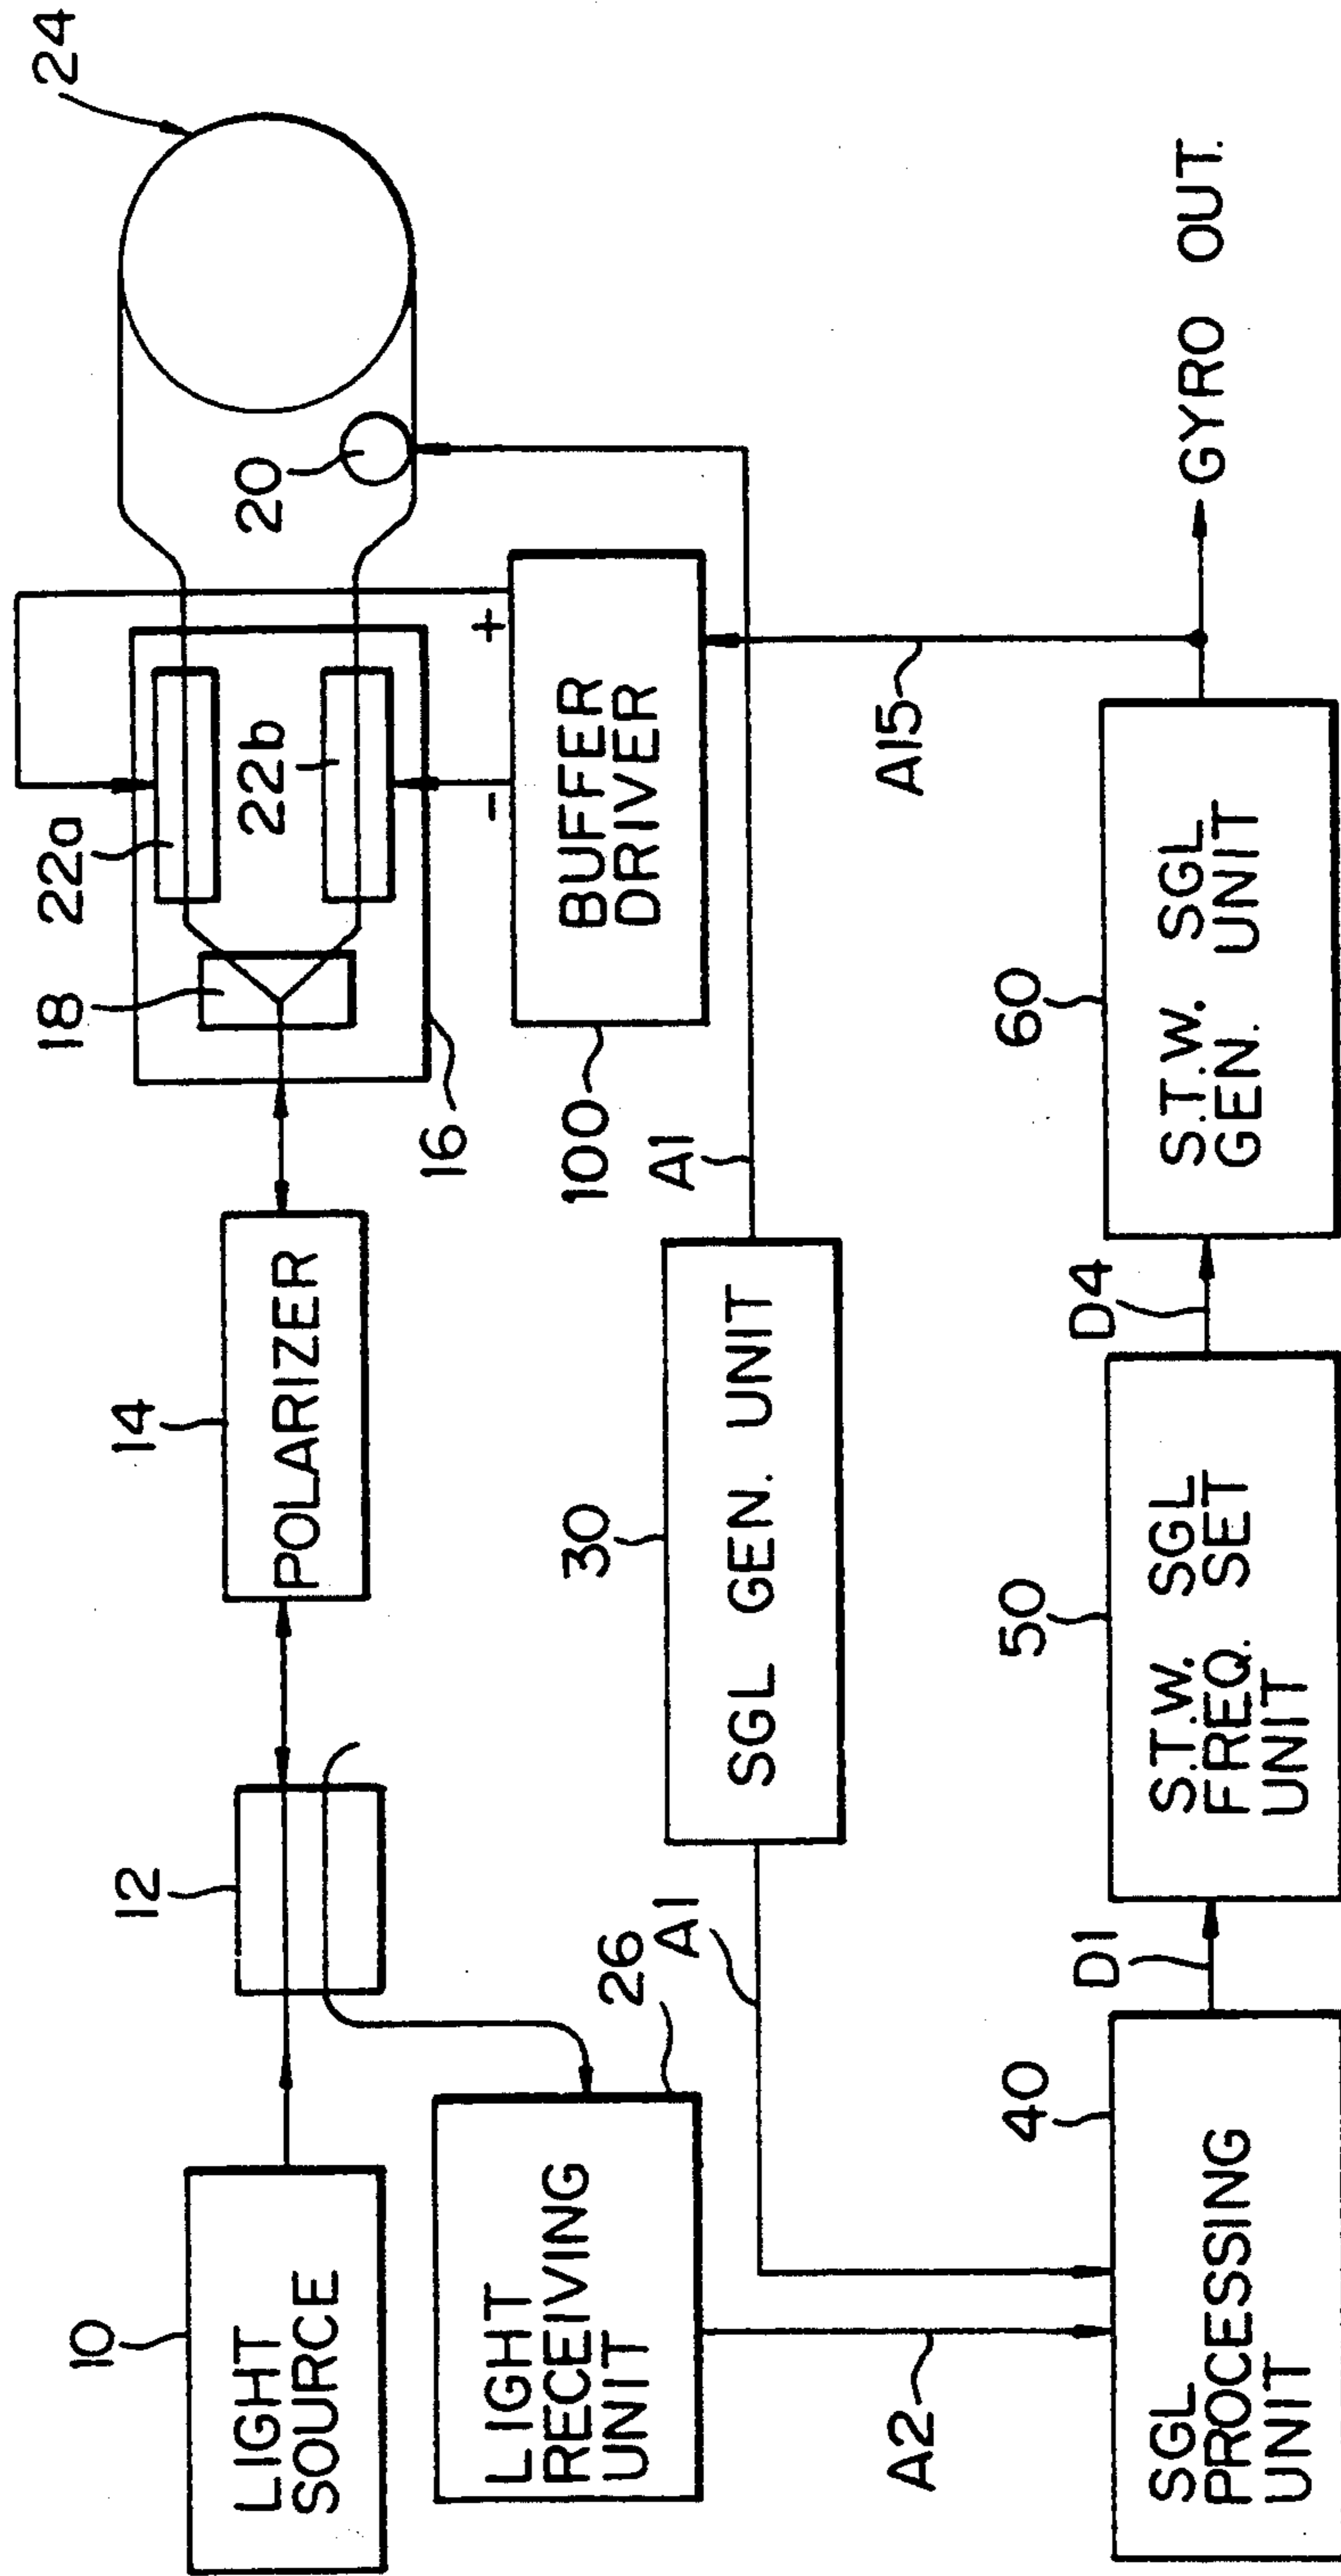 10
LIGHT
SOURCE
12
14
POLARIZER
16
18
22a
22b
20
24
26
LIGHT
RECEIVING
UNIT
A1
30
SGL GEN. UNIT
A1
100
BUFFER
DRIVER
-
+
A2
40
SGL
PROCESSING
UNIT
D1
50
S.T.W. SGL
FREQ. SET
UNIT
D4
60
S.T.W. SGL
GEN. UNIT
A15
GYRO OUT.